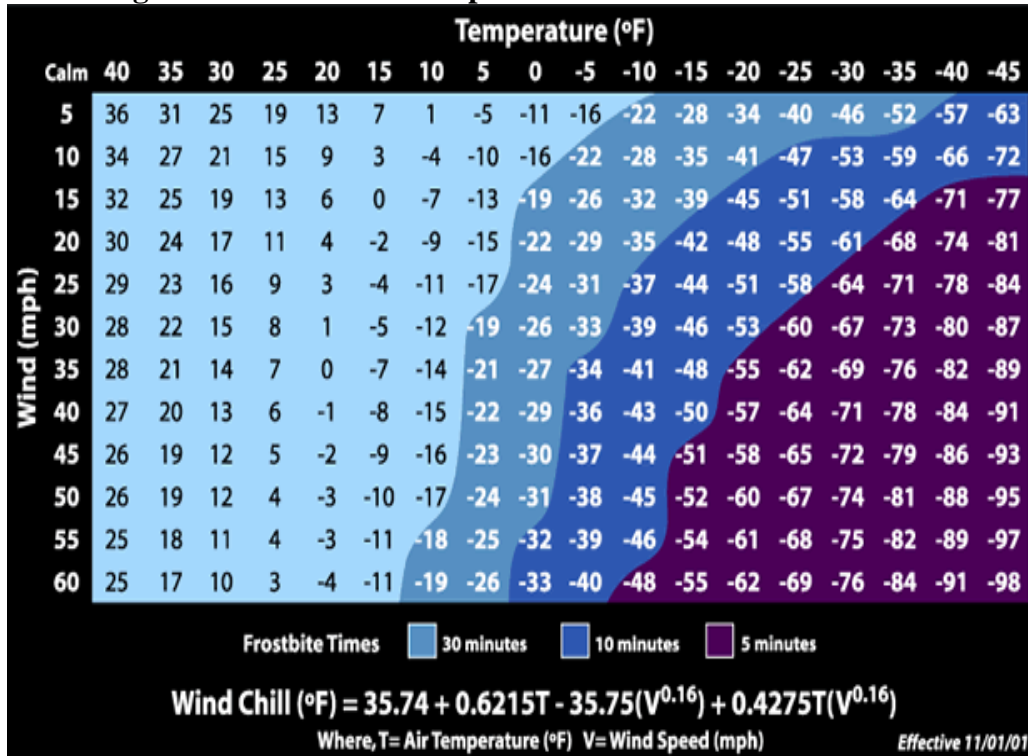 Temperature (ºF)
Calm 40 35 30 25 20 15 10 5 0 -5 -10 -15 -20 -25 -30 -35 -40 -45
5 36 31 25 19 13 7 1 -5 -11 -16 -22 -28 -34 -40 -46 -52 -57 -63
10 34 27 21 15 9 3 -4 -10 -16 -22 -28 -35 -41 -47 -53 -59 -66 -72
15 32 25 19 13 6 0 -7 -13 -19 -26 -32 -39 -45 -51 -58 -64 -71 -77
20 30 24 17 11 4 -2 -9 -15 -22 -29 -35 -42 -48 -55 -61 -68 -74 -81
25 29 23 16 9 3 -4 -11 -17 -24 -31 -37 -44 -51 -58 -64 -71 -78 -84
30 28 22 15 8 1 -5 -12 -19 -26 -33 -39 -46 -53 -60 -67 -73 -80 -87
35 28 21 14 7 0 -7 -14 -21 -27 -34 -41 -48 -55 -62 -69 -76 -82 -89
40 27 20 13 6 -1 -8 -15 -22 -29 -36 -43 -50 -57 -64 -71 -78 -84 -91
45 26 19 12 5 -2 -9 -16 -23 -30 -37 -44 -51 -58 -65 -72 -79 -86 -93
50 26 19 12 4 -3 -10 -17 -24 -31 -38 -45 -52 -60 -67 -74 -81 -88 -95
55 25 18 11 4 -3 -11 -18 -25 -32 -39 -46 -54 -61 -68 -75 -82 -89 -97
60 25 17 10 3 -4 -11 -19 -26 -33 -40 -48 -55 -62 -69 -76 -84 -91 -98
Wind (mph)
Frostbite Times 30 minutes 10 minutes 5 minutes
Wind Chill (ºF) = 35.74 + 0.6215T - 35.75(V0.16) + 0.4275T(V0.16)
Where, T= Air Temperature (ºF) V= Wind Speed (mph) Effective 11/01/01